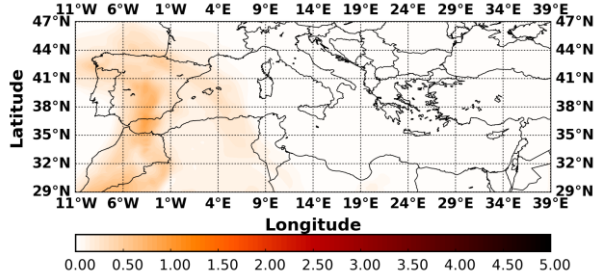 11°W 6°W 1°W 4°E 9°E 14°E 19°E 24°E 29°E 34°E 39°E
47°N 47°N
44°N 44°N
41°N 41°N
38°N 38°N
35°N 35°N
32°N 32°N
29°N 29°N
11°W 6°W 1°W 4°E 9°E 14°E 19°E 24°E 29°E 34°E 39°E
Latitude
Longitude
0.00 0.50 1.00 1.50 2.00 2.50 3.00 3.50 4.00 4.50 5.00